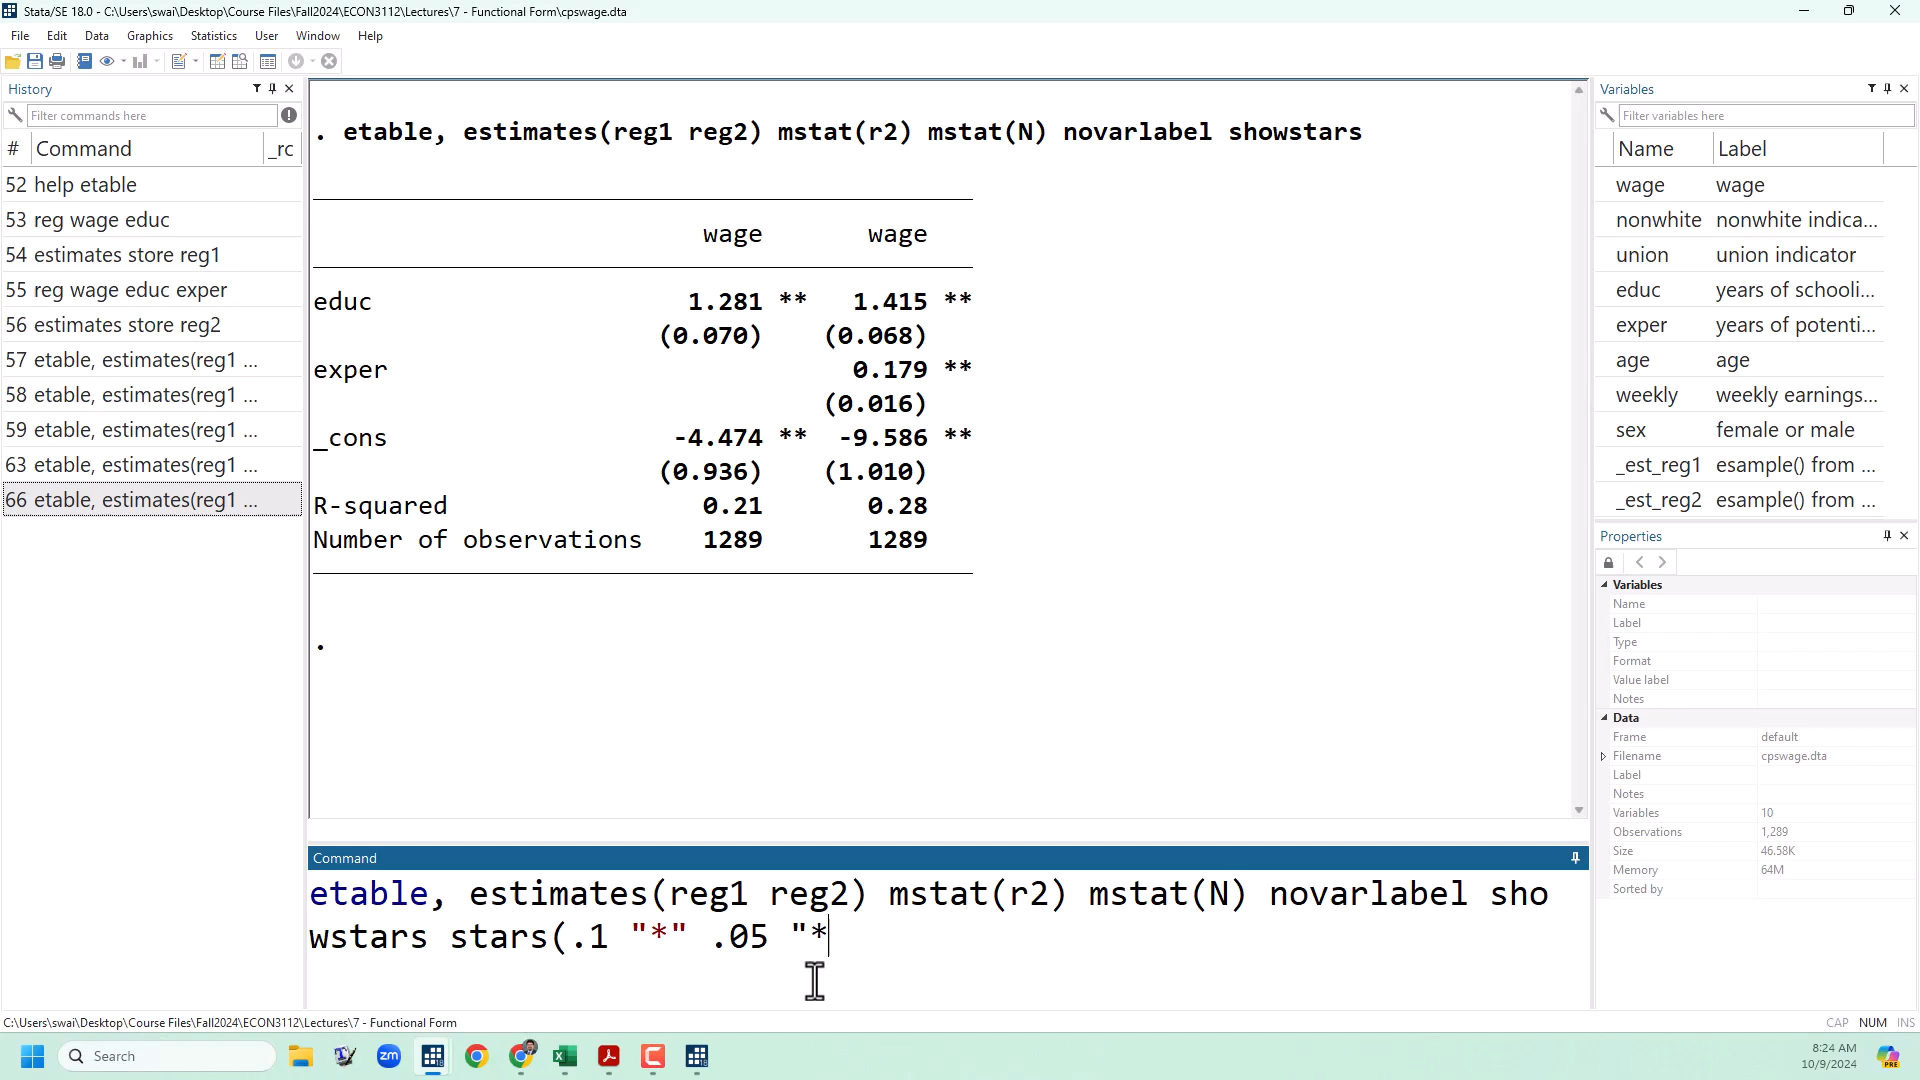 Stata/SE 18.0 - C:\Users\swai\Desktop\Course Files\Fall2024\ECON3112\Lectures\7 - Functional Form\cpswage.dta
File Edit Data Graphics Statistics User Window Help
History
Filter commands here
# Command _rc
52 help etable
53 reg wage educ
54 estimates store reg1
55 reg wage educ exper
56 estimates store reg2
57 etable, estimates(reg1 ...
58 etable, estimates(reg1 ...
59 etable, estimates(reg1 ...
63 etable, estimates(reg1 ...
66 etable, estimates(reg1 ...
. etable, estimates(reg1 reg2) mstat(r2) mstat(N) novarlabel showstars
wage wage
educ 1.281 ** 1.415 **
(0.070) (0.068)
exper 0.179 **
(0.016)
_cons -4.474 ** -9.586 **
(0.936) (1.010)
R-squared 0.21 0.28
Number of observations 1289 1289
.
Command
etable, estimates(reg1 reg2) mstat(r2) mstat(N) novarlabel sho
wstars stars(.1 "*" .05 "*
Variables
Filter variables here
Name Label
wage wage
nonwhite nonwhite indica...
union union indicator
educ years of schooli...
exper years of potenti...
age age
weekly weekly earnings...
sex female or male
_est_reg1 esample() from ...
_est_reg2 esample() from ...
Properties
Variables
Name
Label
Type
Format
Value label
Notes
Data
Frame default
Filename cpswage.dta
Label
Notes
Variables 10
Observations 1,289
Size 46.58K
Memory 64M
Sorted by
C:\Users\swai\Desktop\Course Files\Fall2024\ECON3112\Lectures\7 - Functional Form
CAP NUM INS
Search
zm
18
18
PRE
8:24 AM
10/9/2024